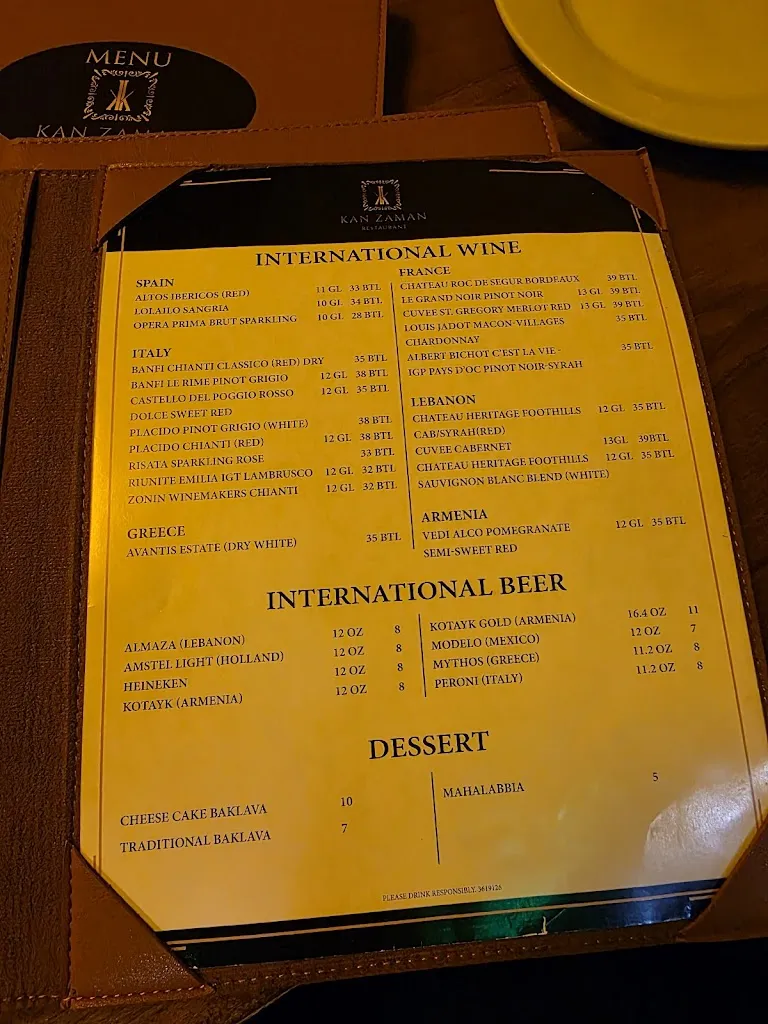 MENU
KAN ZAMA
KAN ZAMAN
RESTAURANT
INTERNATIONAL WINE
SPAIN
ALTOS IBERICOS (RED) 11 GL 33 BTL
LOLAILO SANGRIA 10 GL 34 BTL
OPERA PRIMA BRUT SPARKLING 10 GL 28 BTL
ITALY
BANFI CHIANTI CLASSICO (RED) DRY 35 BTL
BANFI LE RIME PINOT GRIGIO 12 GL 38 BTL
CASTELLO DEL POGGIO ROSSO 12 GL 35 BTL
DOLCE SWEET RED
PLACIDO PINOT GRIGIO (WHITE) 38 BTL
PLACIDO CHIANTI (RED) 12 GL 38 BTL
RISATA SPARKLING ROSE 33 BTL
RIUNITE EMILIA IGT LAMBRUSCO 12 GL 32 BTL
ZONIN WINEMAKERS CHIANTI 12 GL 32 BTL
GREECE
AVANTIS ESTATE (DRY WHITE) 35 BTL
FRANCE
CHATEAU ROC DE SEGUR BORDEAUX 39 BTL
LE GRAND NOIR PINOT NOIR 13 GL 39 BTL
CUVEE ST. GREGORY MERLOT RED 13 GL 39 BTL
LOUIS JADOT MACON-VILLAGES 35 BTL
CHARDONNAY
ALBERT BICHOT C'EST LA VIE - 35 BTL
IGP PAYS D'OC PINOT NOIR-SYRAH
LEBANON
CHATEAU HERITAGE FOOTHILLS 12 GL 35 BTL
CAB/SYRAH(RED)
CUVEE CABERNET 13GL 39BTL
CHATEAU HERITAGE FOOTHILLS 12 GL 35 BTL
SAUVIGNON BLANC BLEND (WHITE)
ARMENIA
VEDI ALCO POMEGRANATE 12 GL 35 BTL
SEMI-SWEET RED
INTERNATIONAL BEER
ALMAZA (LEBANON) 12 OZ 8
AMSTEL LIGHT (HOLLAND) 12 OZ 8
HEINEKEN 12 OZ 8
KOTAYK (ARMENIA) 12 OZ 8
KOTAYK GOLD (ARMENIA) 16.4 OZ 11
MODELO (MEXICO) 12 OZ 7
MYTHOS (GREECE) 11.2 OZ 8
PERONI (ITALY) 11.2 OZ 8
DESSERT
CHEESE CAKE BAKLAVA 10
TRADITIONAL BAKLAVA 7
MAHALABBIA 5
PLEASE DRINK RESPONSIBLY. 3619126